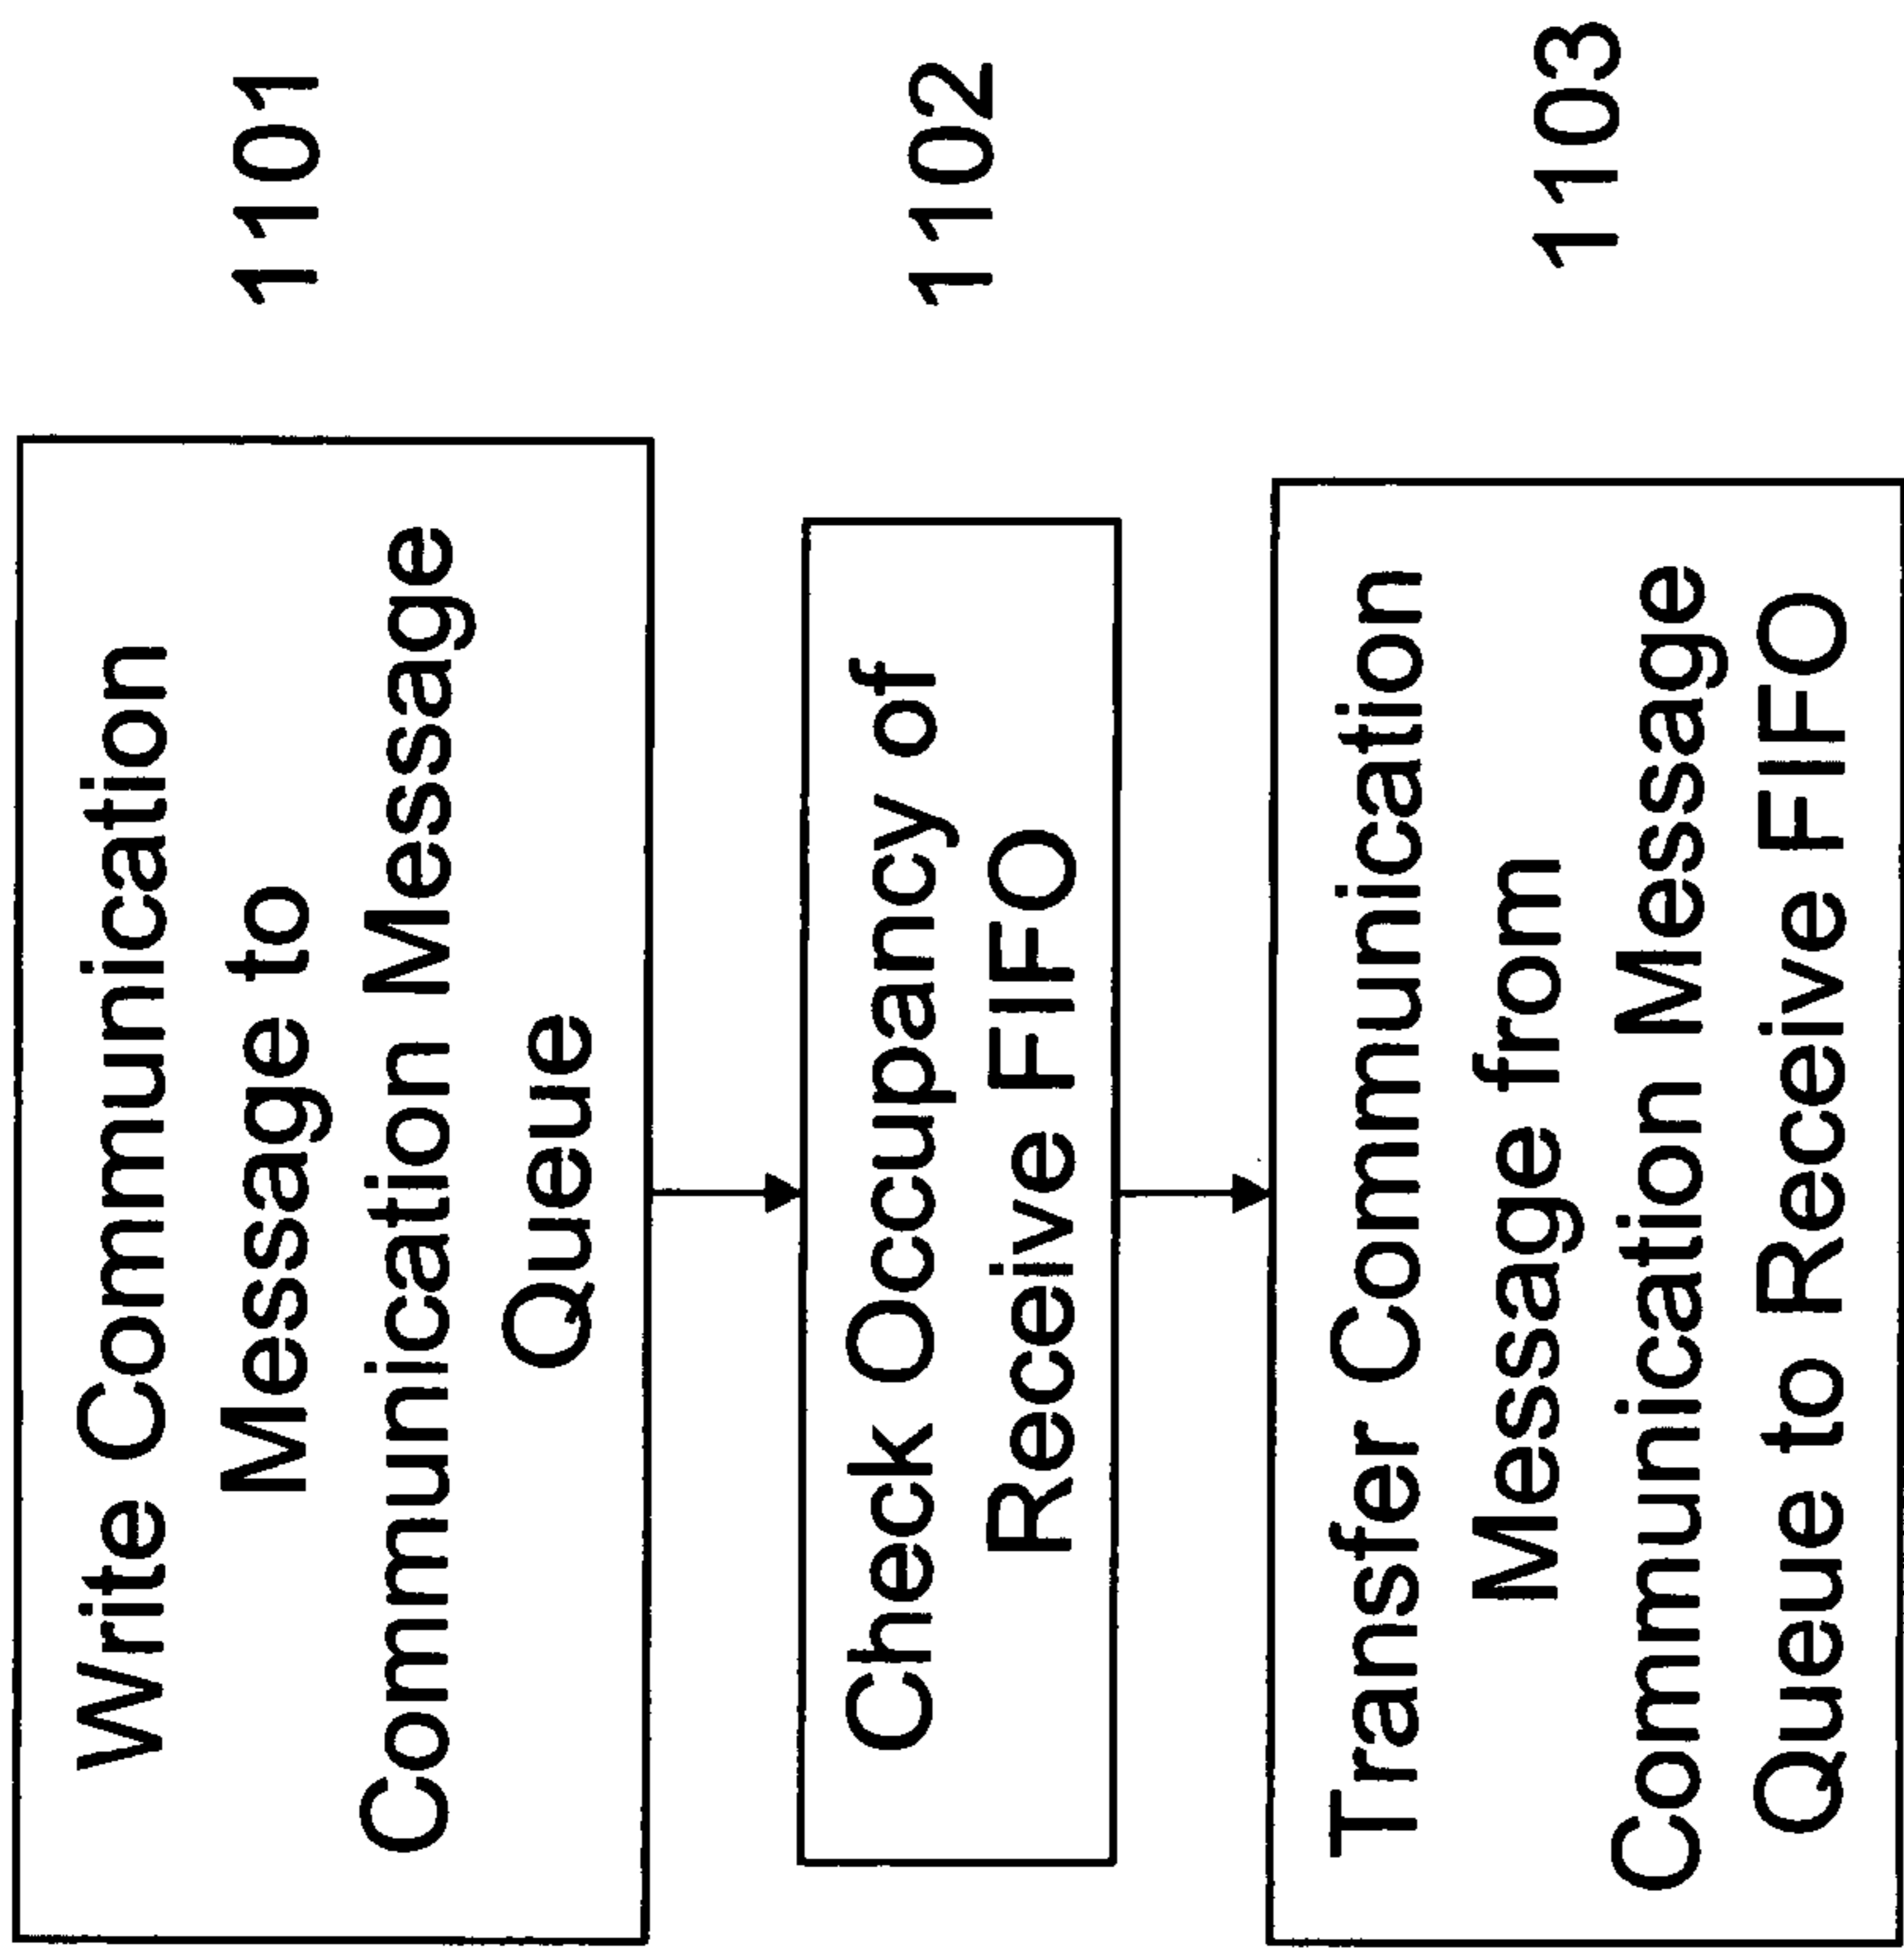 Write Communication
Message to
Communication Message
Queue
1101
Check Occupancy of
Receive FIFO
1102
Transfer Communication
Message from
Communication Message
Queue to Receive FIFO
1103